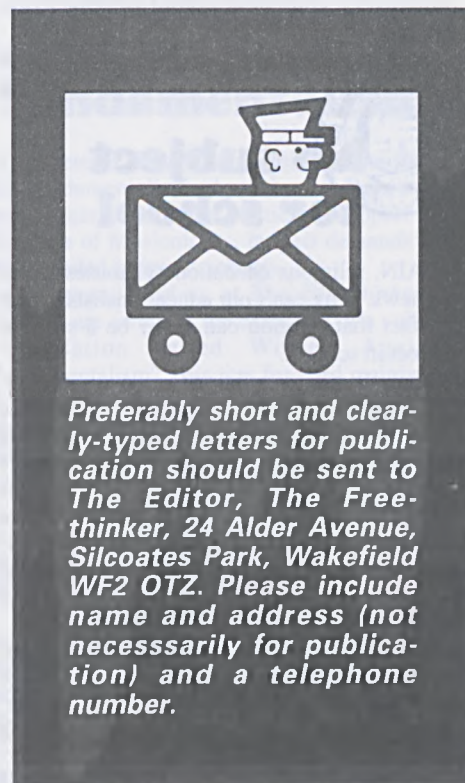 Preferably short and clear-
ly-typed letters for publi-
cation should be sent to
The Editor, The Free-
thinker, 24 Alder Avenue,
Silcoates Park, Wakefield
WF2 OTZ. Please include
name and address (not
necesssarily for publica-
tion) and a telephone
number.